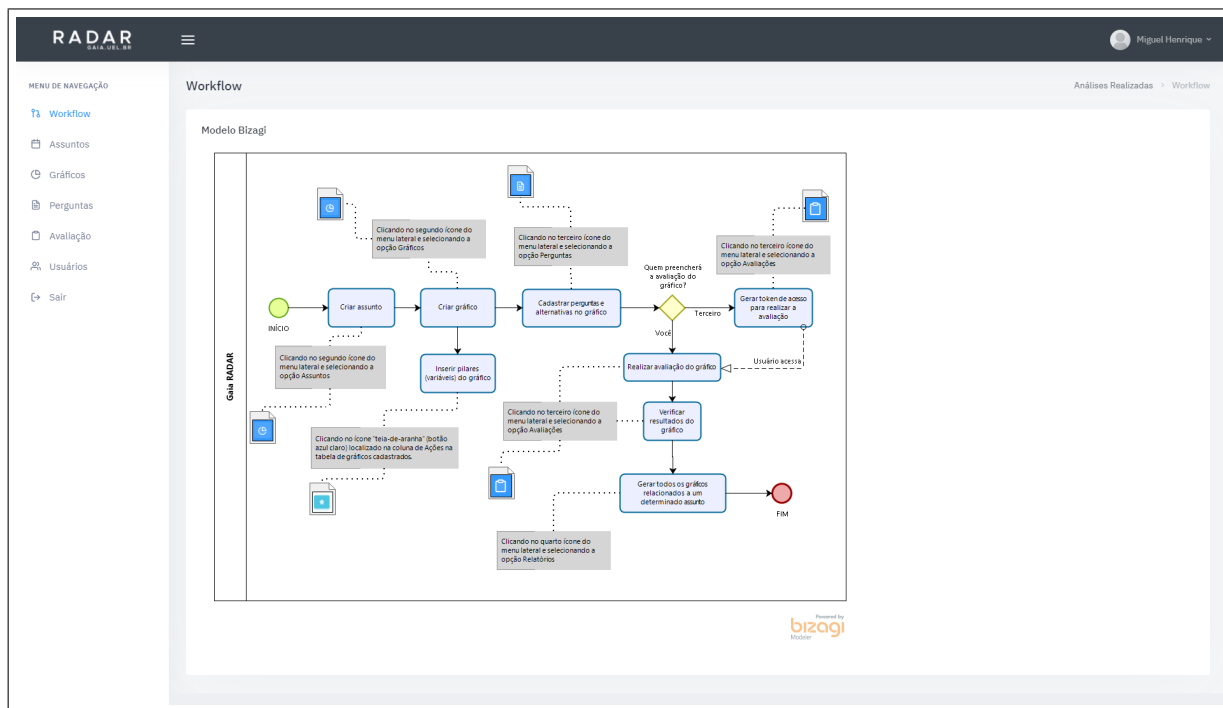 RADAR
GAIA.UEL.BR
Miguel Henrique
MENU DE NAVEGAÇÃO
Workflow
Assuntos
Gráficos
Perguntas
Avaliação
Usuários
Sair
Workflow
Análises Realizadas
Workflow
Modelo Bizagi
Gaia RADAR
Clicando no segundo ícone do
menu lateral e selecionando a
opção Gráficos
Clicando no terceiro ícone do
menu lateral e selecionando a
opção Perguntas
Clicando no terceiro ícone do
menu lateral e selecionando a
opção Avaliações
Quem preencherá
a avaliação do
gráfico?
INÍCIO
Criar assunto
Criar gráfico
Cadastrar perguntas e
alternativas no gráfico
Terceiro
Gerar token de acesso
para realizar a
avaliação
Você
Usuário acessa
Clicando no segundo ícone do
menu lateral e selecionando a
opção Assuntos
Inserir pilares
(variáveis) do gráfico
Realizar avaliação do gráfico
Clicando no terceiro ícone do
menu lateral e selecionando a
opção Avaliações
Verificar
resultados do
gráfico
Clicando no ícone "teia-de-aranha" (botão
azul claro) localizado na coluna de Ações na
tabela de gráficos cadastrados.
Gerar todos os gráficos
relacionados a um
determinado assunto
FIM
Clicando no quarto ícone do
menu lateral e selecionando a
opção Relatórios
Powered by
bizagi
Modeler